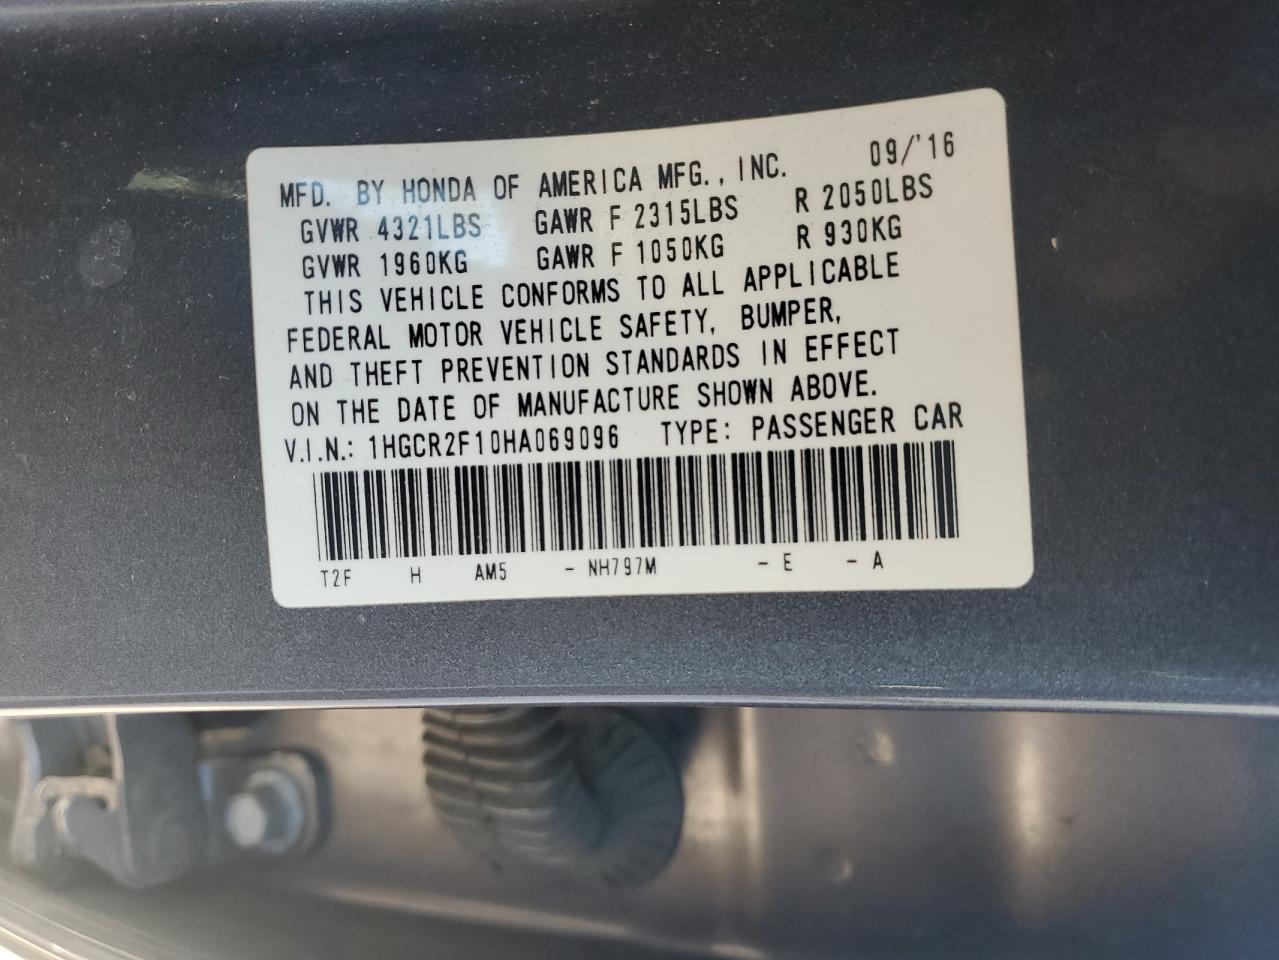 MFD. BY HONDA OF AMERICA MFG., INC. 09/'16
GVWR 4321LBS GAWR F 2315LBS R 2050LBS
GVWR 1960KG GAWR F 1050KG R 930KG
THIS VEHICLE CONFORMS TO ALL APPLICABLE
FEDERAL MOTOR VEHICLE SAFETY, BUMPER,
AND THEFT PREVENTION STANDARDS IN EFFECT
ON THE DATE OF MANUFACTURE SHOWN ABOVE.
V.I.N.: 1HGCR2F10HA069096 TYPE: PASSENGER CAR
T2F H AM5 - NH797M - E - A